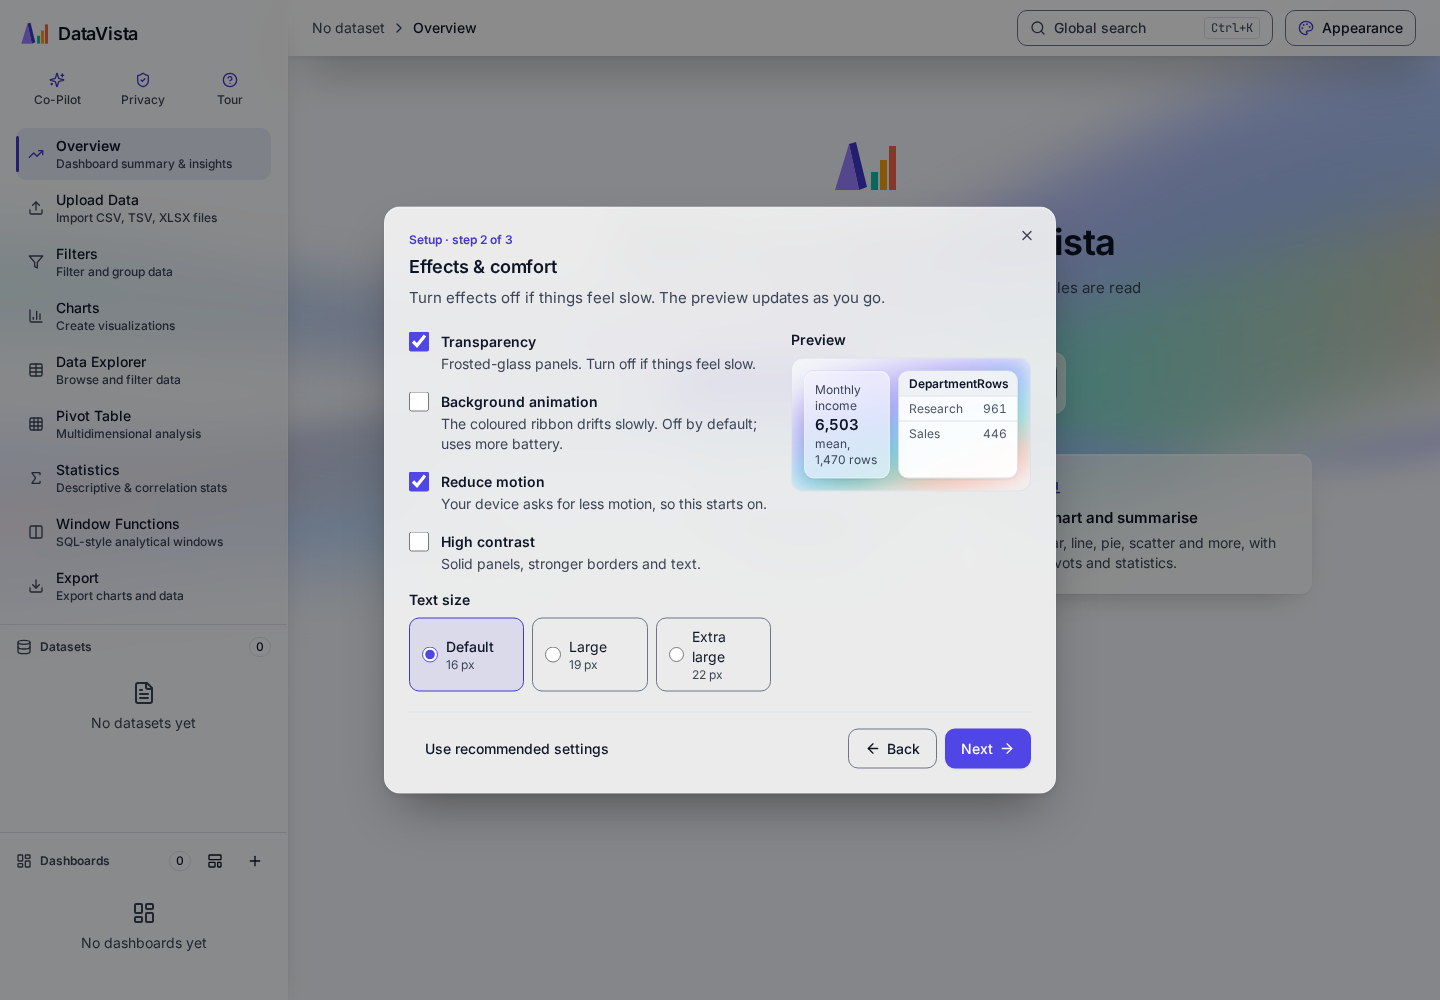 DataVista
No dataset > Overview
Global search
Ctrl+K
Appearance
Co-Pilot
Privacy
Tour
Overview
Dashboard summary & insights
Upload Data
Import CSV, TSV, XLSX files
Filters
Filter and group data
Charts
Create visualizations
Data Explorer
Browse and filter data
Pivot Table
Multidimensional analysis
Statistics
Descriptive & correlation stats
Window Functions
SQL-style analytical windows
Export
Export charts and data
Datasets
0
No datasets yet
Dashboards
0
No dashboards yet
Setup · step 2 of 3
Effects & comfort
Turn effects off if things feel slow. The preview updates as you go.
Transparency
Frosted-glass panels. Turn off if things feel slow.
Background animation
The coloured ribbon drifts slowly. Off by default;
uses more battery.
Reduce motion
Your device asks for less motion, so this starts on.
High contrast
Solid panels, stronger borders and text.
Text size
Default
16 px
Large
19 px
Extra
large
22 px
Preview
Monthly
income
6,503
mean,
1,470 rows
DepartmentRows
Research 961
Sales 446
Use recommended settings
Back
Next
ista
les are read
hart and summarise
ar, line, pie, scatter and more, with
vots and statistics.